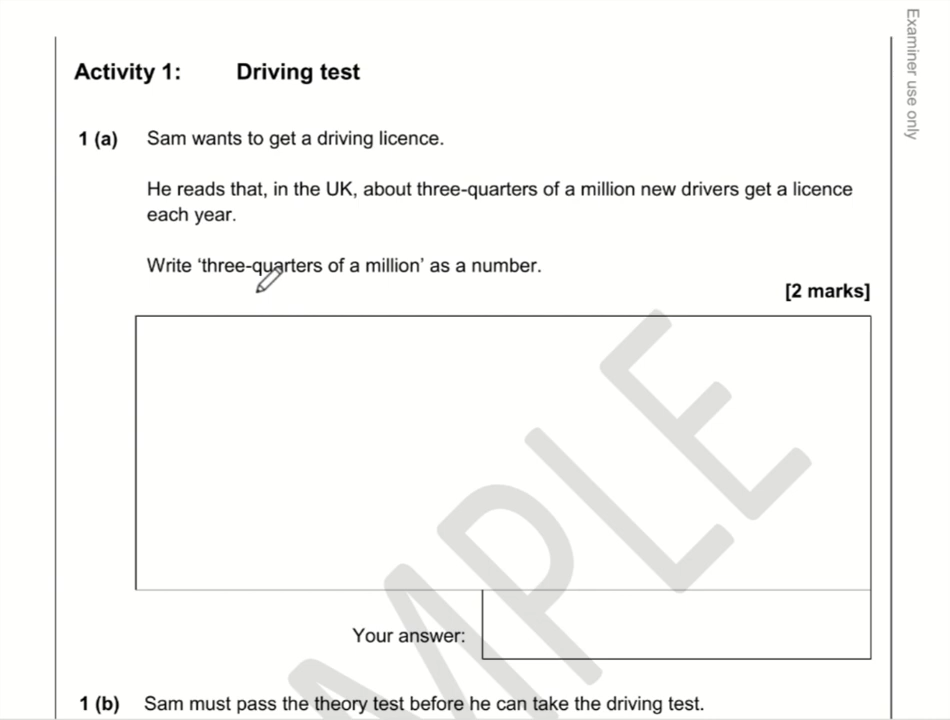 Examiner use only
Activity 1: Driving test
1 (a) Sam wants to get a driving licence.
He reads that, in the UK, about three-quarters of a million new drivers get a licence
each year.
Write ‘three-quarters of a million’ as a number.
[2 marks]
MPLE
Your answer:
1 (b) Sam must pass the theory test before he can take the driving test.